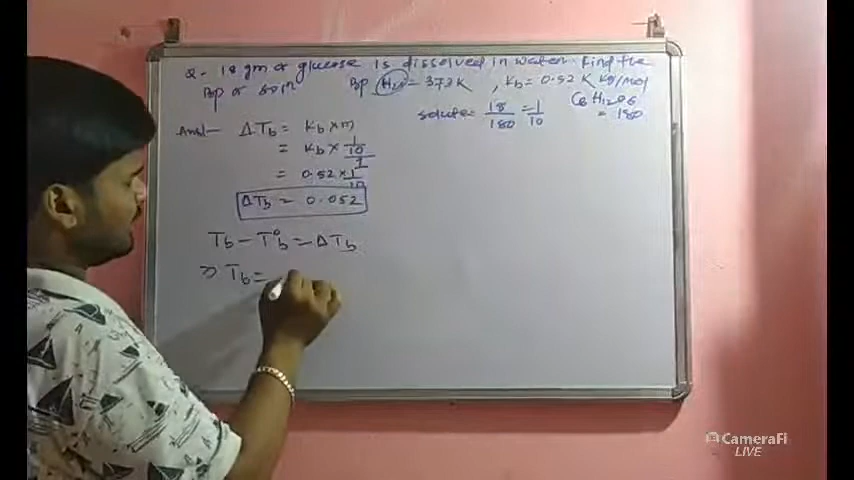 Q. 18 gm of glucose is dissolved in water. Find the
BP of soln BP H2O = 373 K , Kb = 0.52 K kg/mol
solute = 18/180 = 1/10 C6H12O6
= 180
Ans - ΔTb = Kb × m
= Kb × 1/10/1
= 0.52 × 1/10
ΔTb = 0.052
Tb - T°b = ΔTb
⇒ Tb =
CameraFi
LIVE